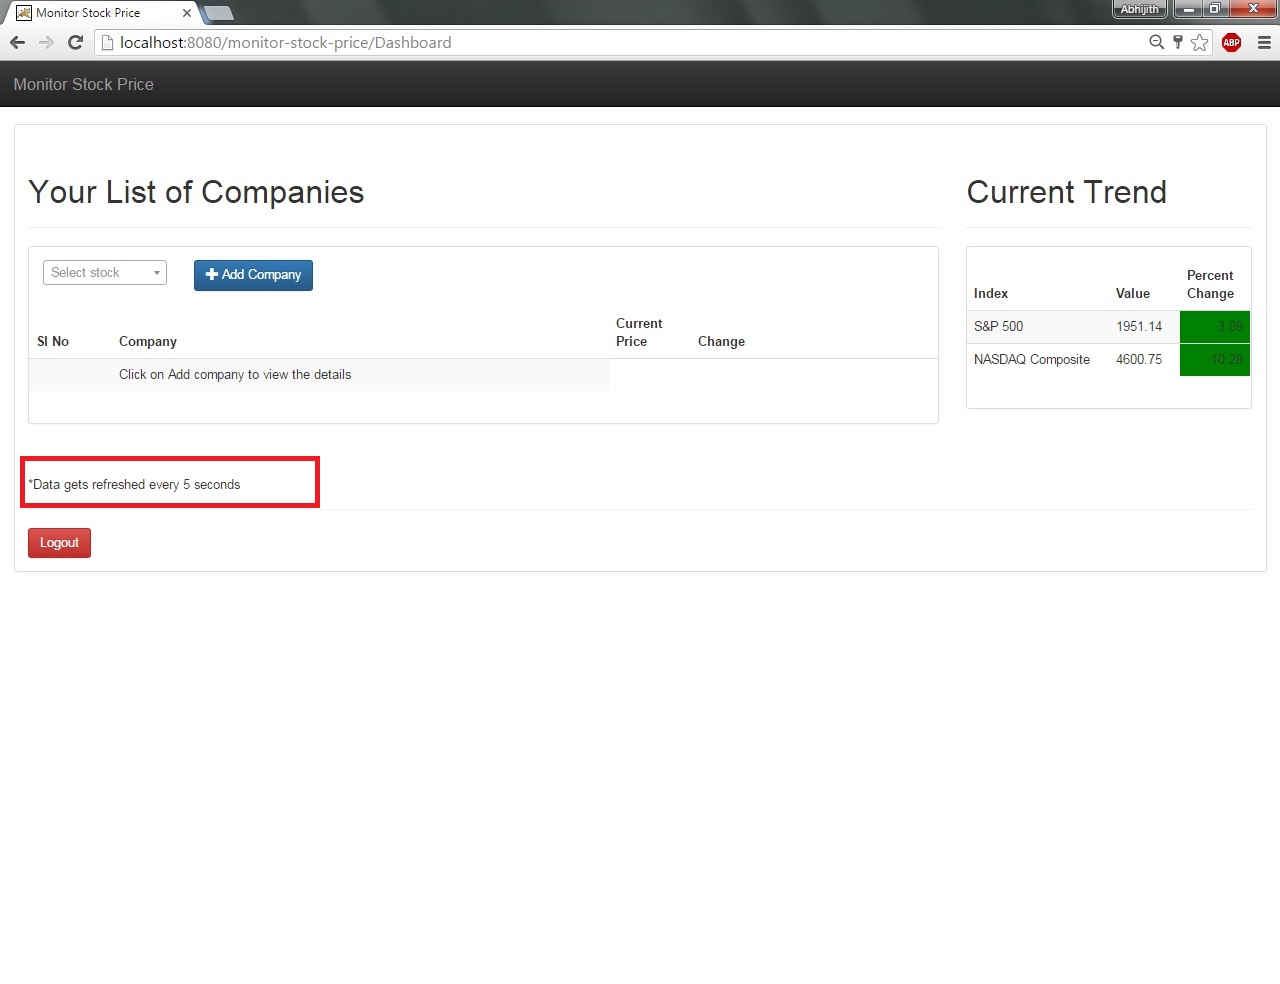 Monitor Stock Price
Abhijith
localhost:8080/monitor-stock-price/Dashboard
ABP
Monitor Stock Price
Your List of Companies
Select stock
Add Company
Sl No Company Current Price Change
Click on Add company to view the details
Current Trend
Index Value Percent Change
S&P 500 1951.14 3.09
NASDAQ Composite 4600.75 10.28
*Data gets refreshed every 5 seconds
Logout